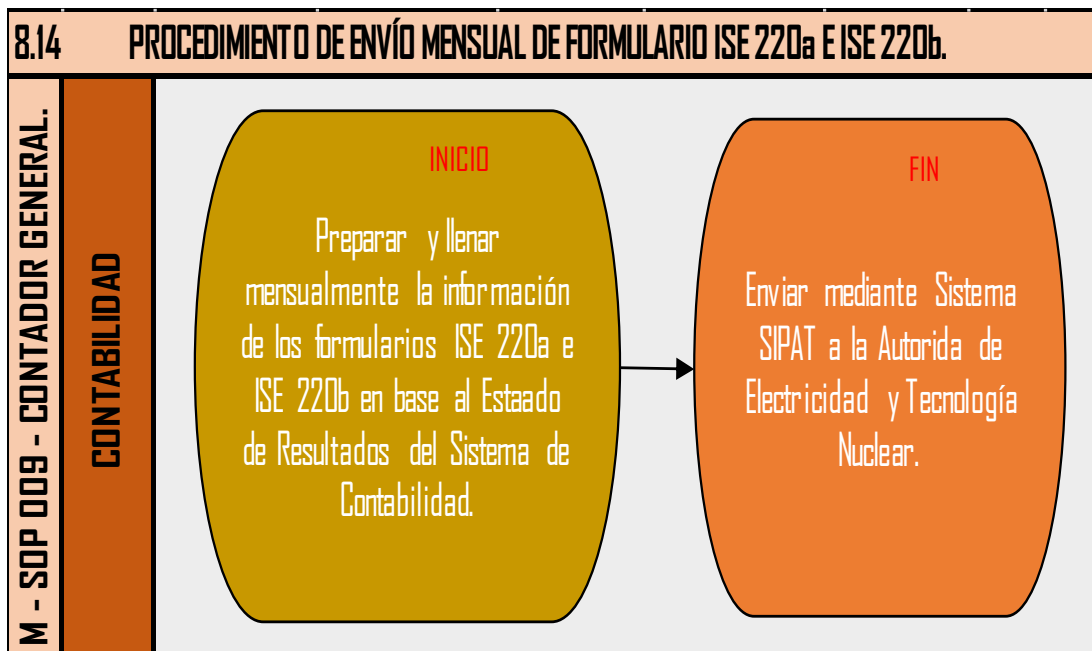 8.14 PROCEDIMIENTO DE ENVÍO MENSUAL DE FORMULARIO ISE 220a E ISE 220b.
M - SOP 009 - CONTADOR GENERAL.
CONTABILIDAD
INICIO
Preparar y llenar
mensualmente la información
de los formularios ISE 220a e
ISE 220b en base al Estaado
de Resultados del Sistema de
Contabilidad.
FIN
Enviar mediante Sistema
SIPAT a la Autorida de
Electricidad y Tecnología
Nuclear.